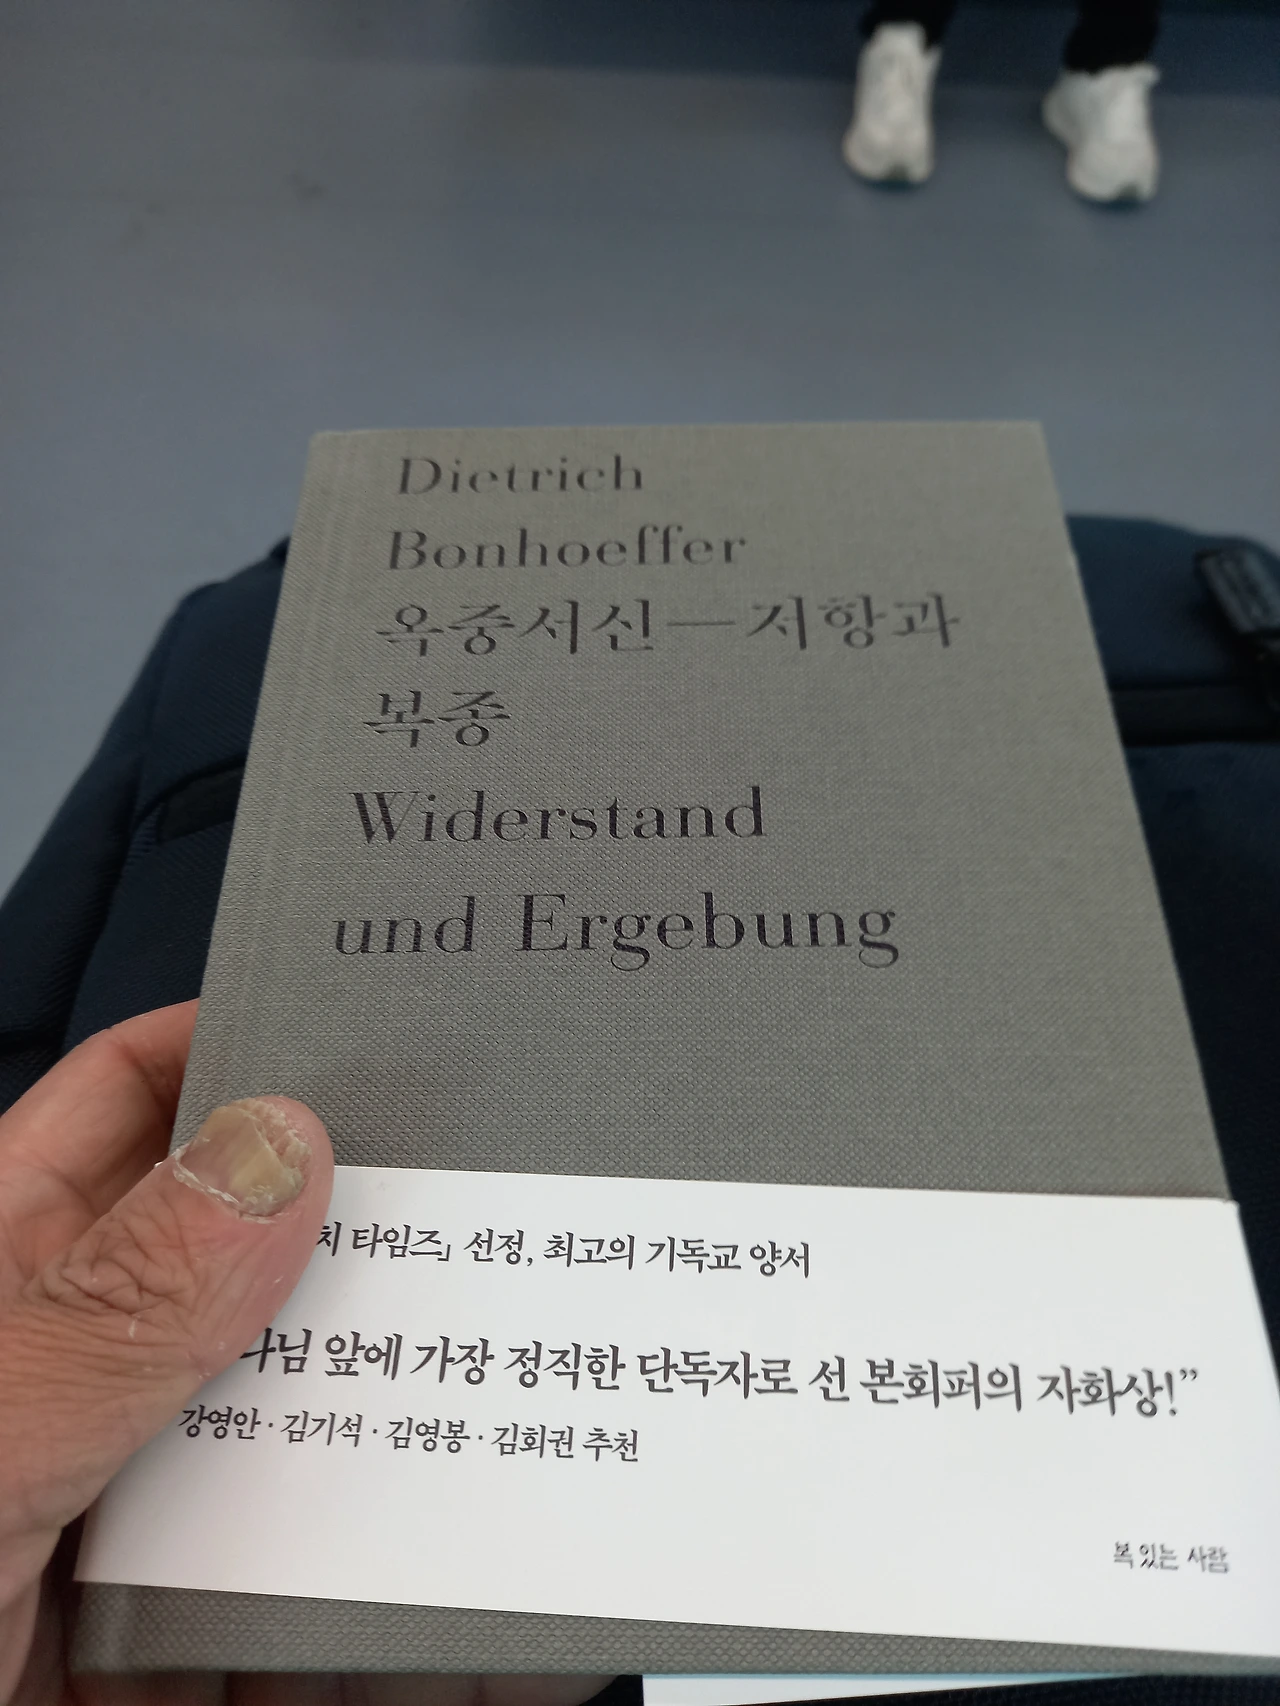 Dietrich
Bonhoeffer
옥중서신—저항과
복종
Widerstand
und Ergebung
타임즈」 선정, 최고의 기독교 양서
앞에 가장 정직한 단독자로 선 본회퍼의 자화상!”
강영안·김기석·김영봉·김회권 추천
복 있는 사람